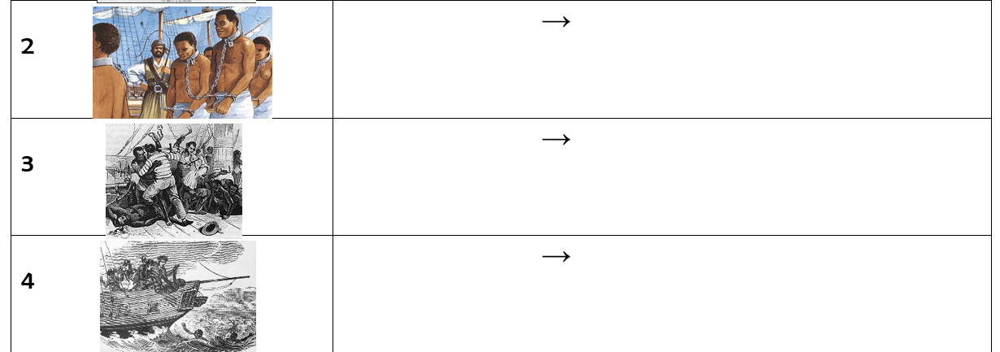 2 →
3 →
4 →